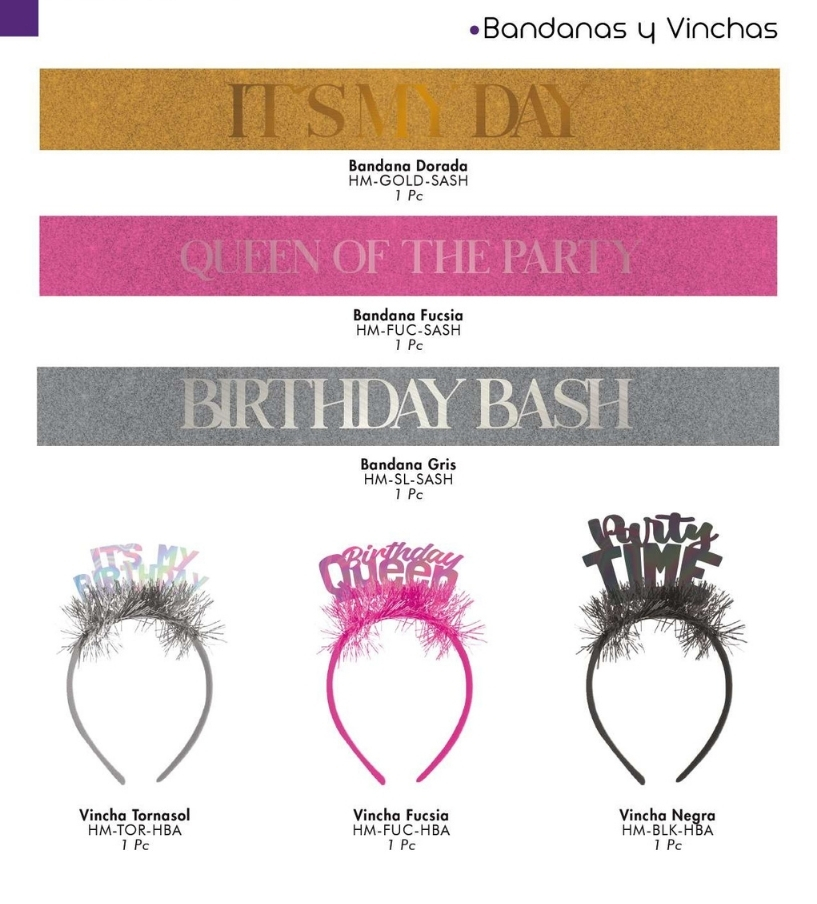 •Bandanas y Vinchas
IT'S MY DAY
Bandana Dorada
HM-GOLD-SASH
1 Pc
QUEEN OF THE PARTY
Bandana Fucsia
HM-FUC-SASH
1 Pc
BIRTHDAY BASH
Bandana Gris
HM-SL-SASH
1 Pc
IT'S MY
BIRTHDAY
Birthday
Queen
Party
TIME
Vincha Tornasol
HM-TOR-HBA
1 Pc
Vincha Fucsia
HM-FUC-HBA
1 Pc
Vincha Negra
HM-BLK-HBA
1 Pc